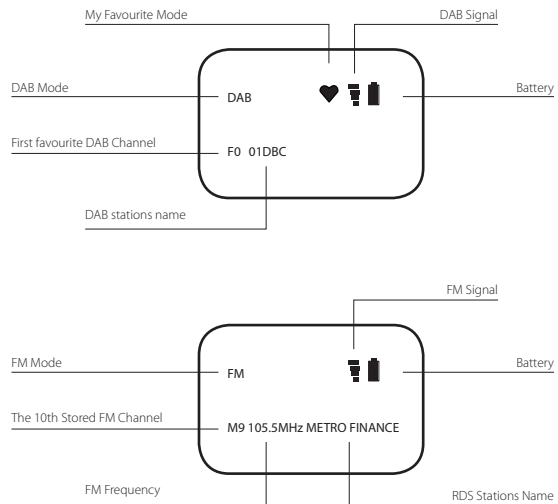 My Favourite Mode
DAB Signal
DAB Mode
DAB
Battery
First favourite DAB Channel
F0 01DBC
DAB stations name
FM Signal
FM Mode
FM
Battery
The 10th Stored FM Channel
M9 105.5MHz METRO FINANCE
FM Frequency
RDS Stations Name